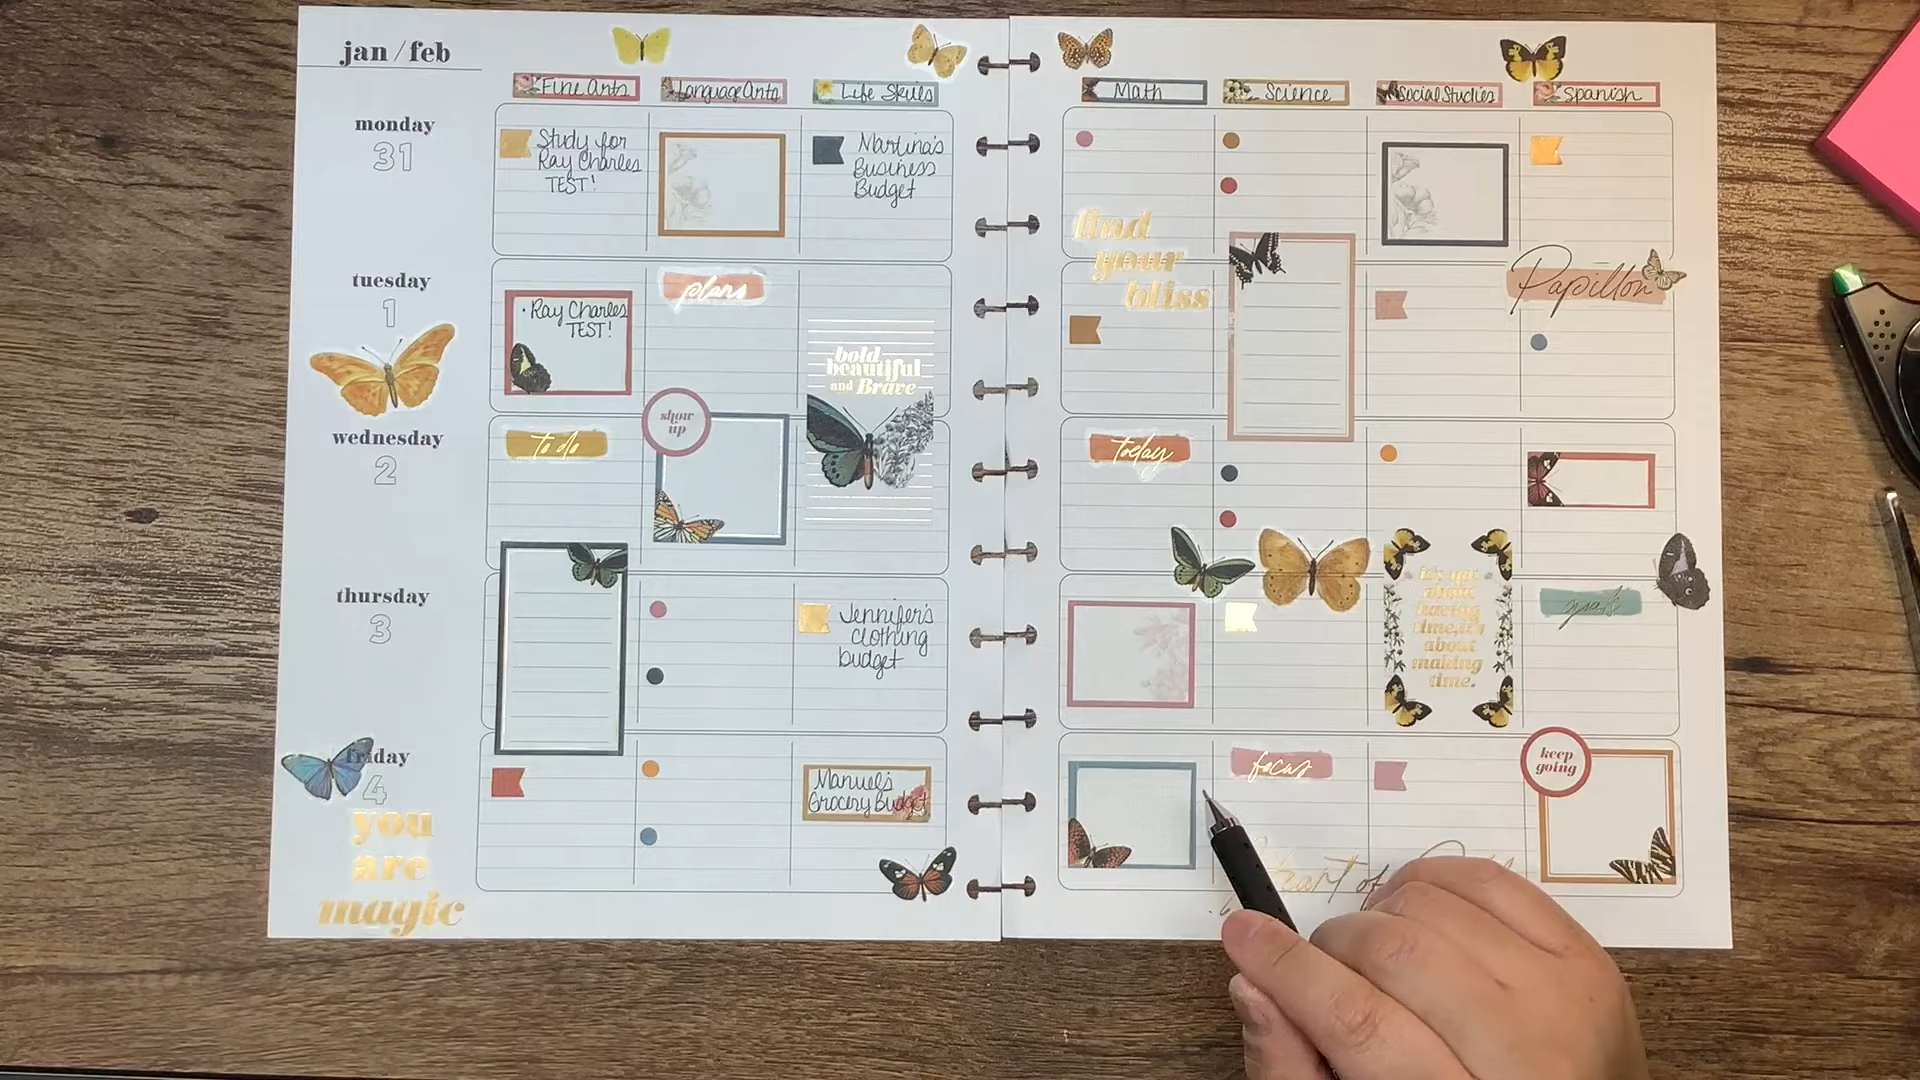 jan/feb
Fine Arts
Language Arts
Life Skills
Math
Science
Social Studies
Spanish
monday
31
Study for
Ray Charles
TEST!
Martina's
Business
Budget
find
your
bliss
tuesday
1
• Ray Charles
TEST!
plans
bold
beautiful
and Brave
Papillon
wednesday
2
to do
show
up
today
thursday
3
Jennifer's
clothing
budget
it's not
about
having
time, it's
about
making
time.
goals
friday
4
Manuel's
Grocery Budget
focus
keep
going
you
are
magic
Heart of